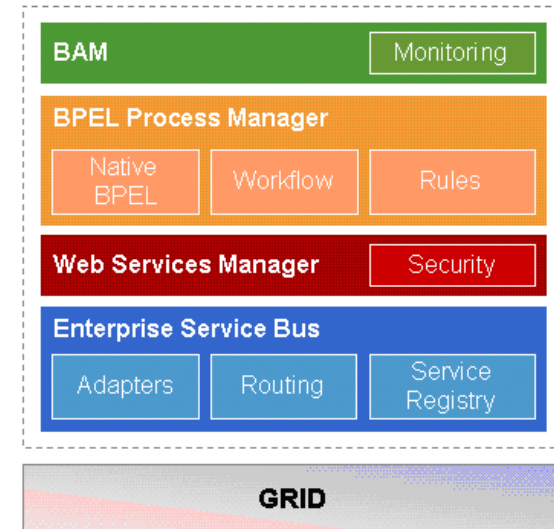 BAM
Monitoring
BPEL Process Manager
Native
BPEL
Workflow
Rules
Web Services Manager
Security
Enterprise Service Bus
Adapters
Routing
Service
Registry
GRID